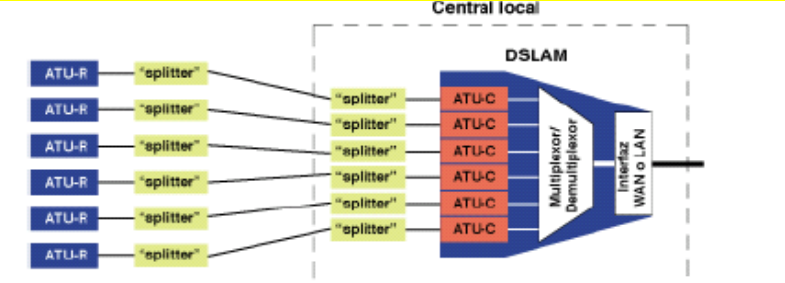 Central local
DSLAM
ATU-R "splitter"
ATU-R "splitter"
ATU-R "splitter"
ATU-R "splitter"
ATU-R "splitter"
ATU-R "splitter"
"splitter" ATU-C
"splitter" ATU-C
"splitter" ATU-C
"splitter" ATU-C
"splitter" ATU-C
"splitter" ATU-C
Multiplexor/
Demultiplexor
Interfaz
WAN o LAN